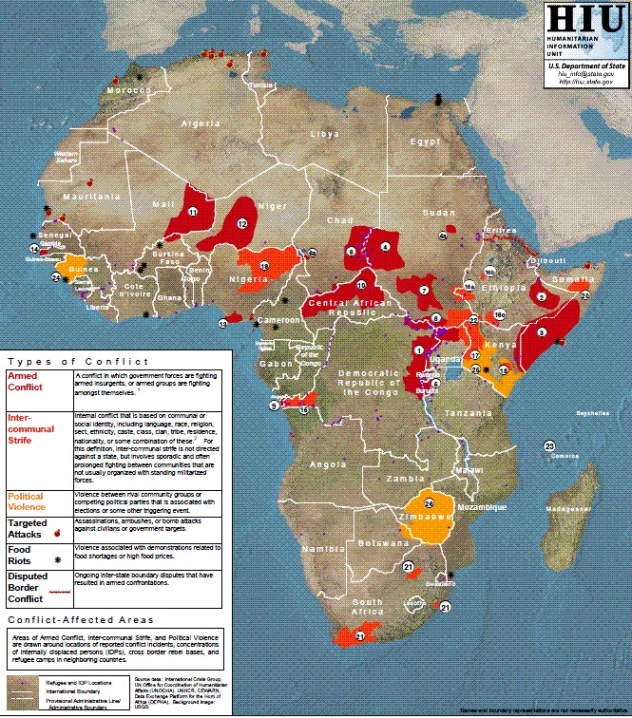 HIU
HUMANITARIAN
INFORMATION
UNIT
U.S. Department of State
hiu_info@state.gov
http://hiu.state.gov
Morocco
Tunisia
Algeria
Libya
Egypt
Western
Sahara
Mauritania
Mali
11
Niger
12
Chad
Sudan
4
Eritrea
Senegal
Gambia
14
Guinea-Bissau
Guinea
24
Sierra
Leone
Liberia
Cote
d'Ivoire
Burkina
Faso
Ghana
Togo
Benin
Nigeria
19
13
Cameroon
10
Central African
Republic
7
8
Djibouti
Somalia
Ethiopia
2
3
22
Kenya
17
Uganda
1
Rwanda
Burundi
Gabon
Republic
of the
Congo
Democratic
Republic of
the Congo
9
Tanzania
Seychelles
23
Comoros
Angola
Zambia
Malawi
Mozambique
Madagascar
26
Zimbabwe
Namibia
Botswana
21
Swaziland
Lesotho
21
South
Africa
21
Types of Conflict
Armed
Conflict
A conflict in which government forces are fighting
armed insurgents, or armed groups are fighting
amongst themselves. 1
Inter-
communal
Strife
Internal conflict that is based on communal or
social identity, including language, race, religion,
sect, ethnicity, caste, class, clan, tribe, residence,
nationality, or some combination of these. 2 For
this definition, inter-communal strife is not directed
against a state, but involves sporadic and often
prolonged fighting between communities that are
not usually organized with standing militarized
forces.
Political
Violence
Violence between rival community groups or
competing political parties that is associated with
elections or some other triggering event.
Targeted
Attacks
Assassinations, ambushes, or bomb attacks
against civilians or government targets.
Food
Riots
Violence associated with demonstrations related to
food shortages or high food prices.
Disputed
Border
Conflict
Ongoing inter-state boundary disputes that have
resulted in armed confrontations.
Conflict-Affected Areas
Areas of Armed Conflict, Inter-communal Strife, and Political Violence
are drawn around locations of reported conflict incidents, concentrations
of internally displaced persons (IDPs), cross border rebel bases, and
refugee camps in neighboring countries.
Refugee and IDP Locations
International Boundary
Provisional Administrative Line/
Administrative Boundary
Source data: International Crisis Group,
UN Office for Coordination of Humanitarian
Affairs (UNOCHA), UNHCR, CEWARN,
Data Exchange Platform for the Horn of
Africa (DEPHA). Background Image:
USGS.
Names and boundary representations are not necessarily authoritative.